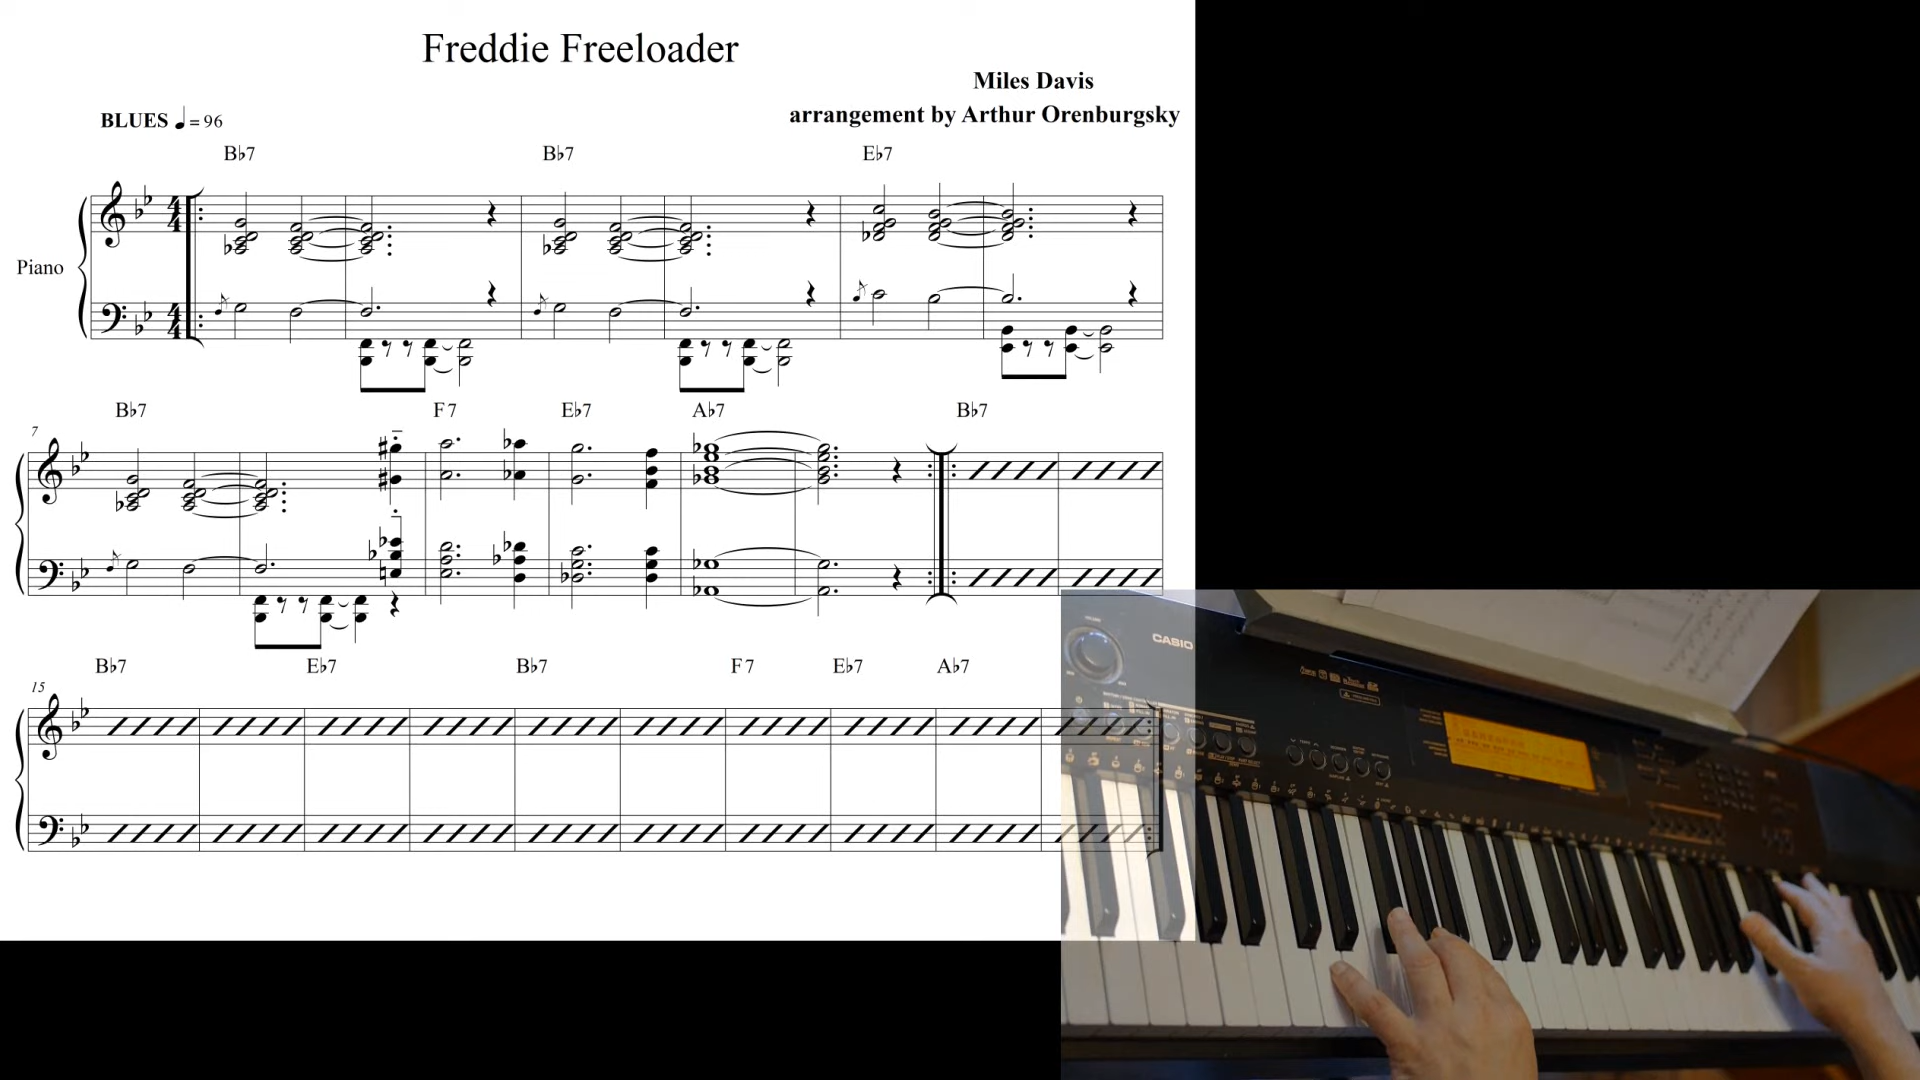 Freddie Freeloader
Miles Davis
arrangement by Arthur Orenburgsky
BLUES ♩ = 96
B♭7 B♭7 E♭7
Piano
B♭7 F7 E♭7 A♭7 B♭7
7
B♭7 E♭7 B♭7 F7 E♭7 A♭7
15
CASIO